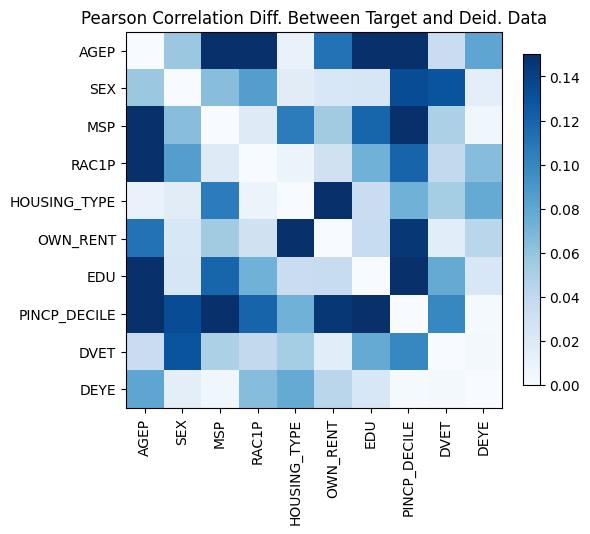 Pearson Correlation Diff. Between Target and Deid. Data
AGEP
SEX
MSP
RAC1P
HOUSING_TYPE
OWN_RENT
EDU
PINCP_DECILE
DVET
DEYE
AGEP
SEX
MSP
RAC1P
HOUSING_TYPE
OWN_RENT
EDU
PINCP_DECILE
DVET
DEYE
0.14
0.12
0.10
0.08
0.06
0.04
0.02
0.00